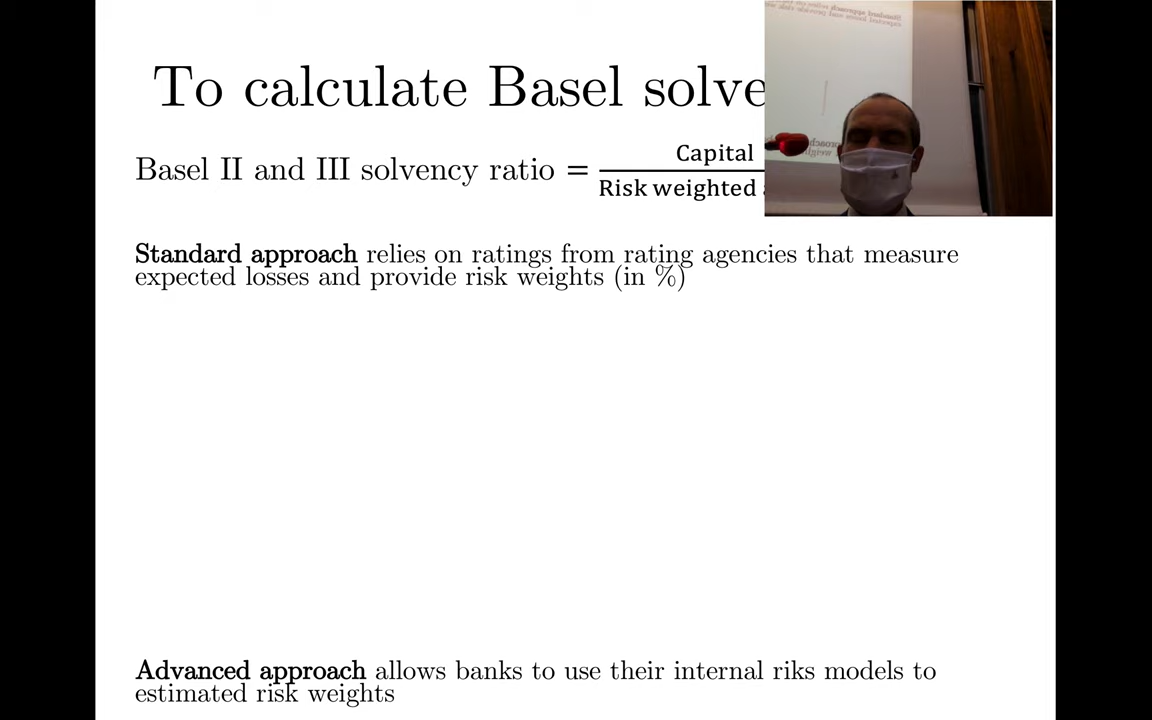 To calculate Basel solve
Basel II and III solvency ratio = Capital
Risk weighted
Standard approach relies on ratings from rating agencies that measure
expected losses and provide risk weights (in %)
Advanced approach allows banks to use their internal riks models to
estimated risk weights